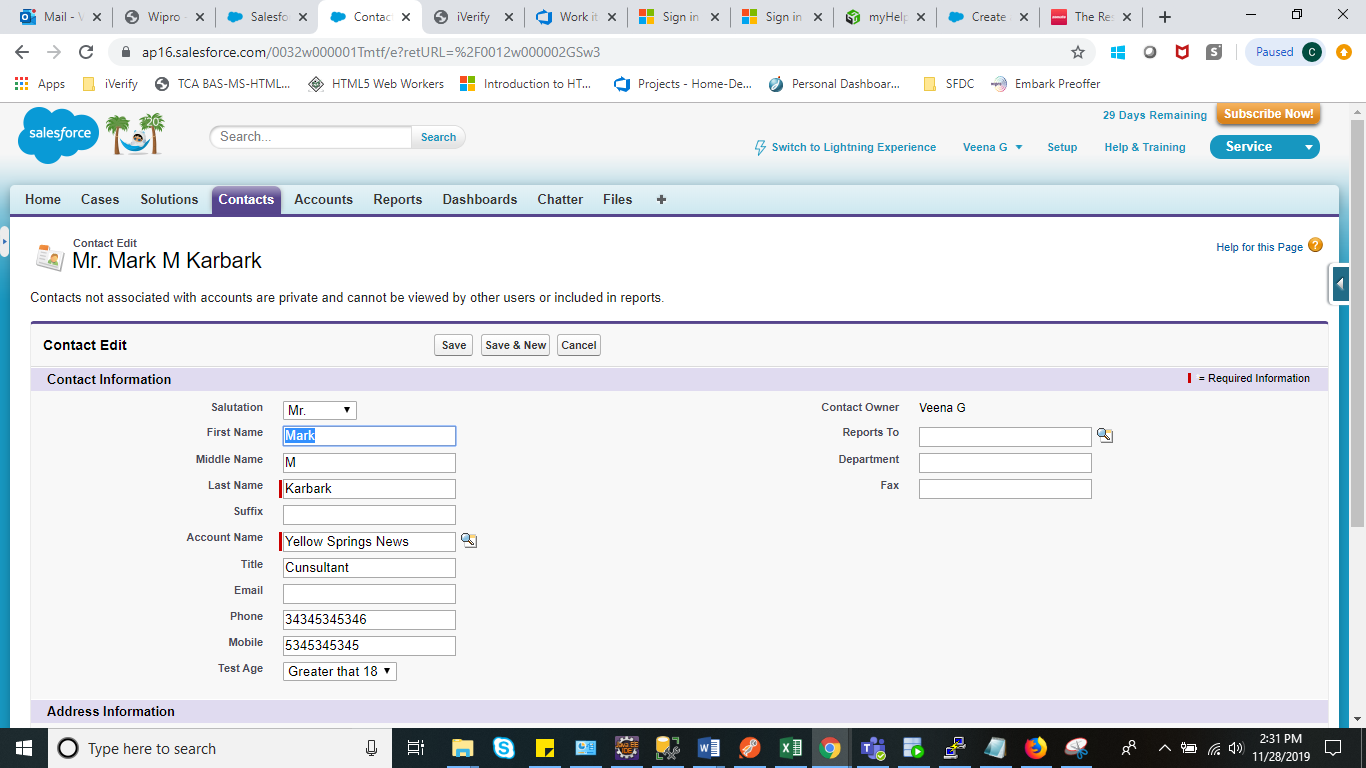 Mail - V
Wipro -
Salesfo
Contac
iVerify
Work it
Sign in
Sign in
myHelp
Create
The Re
ap16.salesforce.com/0032w000001Tmtf/e?retURL=%2F0012w000002GSw3
S
Paused
C
Apps
iVerify
TCA BAS-MS-HTML...
HTML5 Web Workers
Introduction to HT...
Projects - Home-De...
Personal Dashboar...
SFDC
Embark Preoffer
salesforce
20
Search...
Search
29 Days Remaining
Subscribe Now!
Switch to Lightning Experience
Veena G
Setup
Help & Training
Service
Home
Cases
Solutions
Contacts
Accounts
Reports
Dashboards
Chatter
Files
Contact Edit
Mr. Mark M Karbark
Help for this Page
Contacts not associated with accounts are private and cannot be viewed by other users or included in reports.
Contact Edit
Save
Save & New
Cancel
Contact Information
= Required Information
Salutation Mr.
First Name Mark
Middle Name M
Last Name Karbark
Suffix
Account Name Yellow Springs News
Title Cunsultant
Email
Phone 34345345346
Mobile 5345345345
Test Age Greater that 18
Contact Owner Veena G
Reports To
Department
Fax
Address Information
Type here to search
2:31 PM
11/28/2019